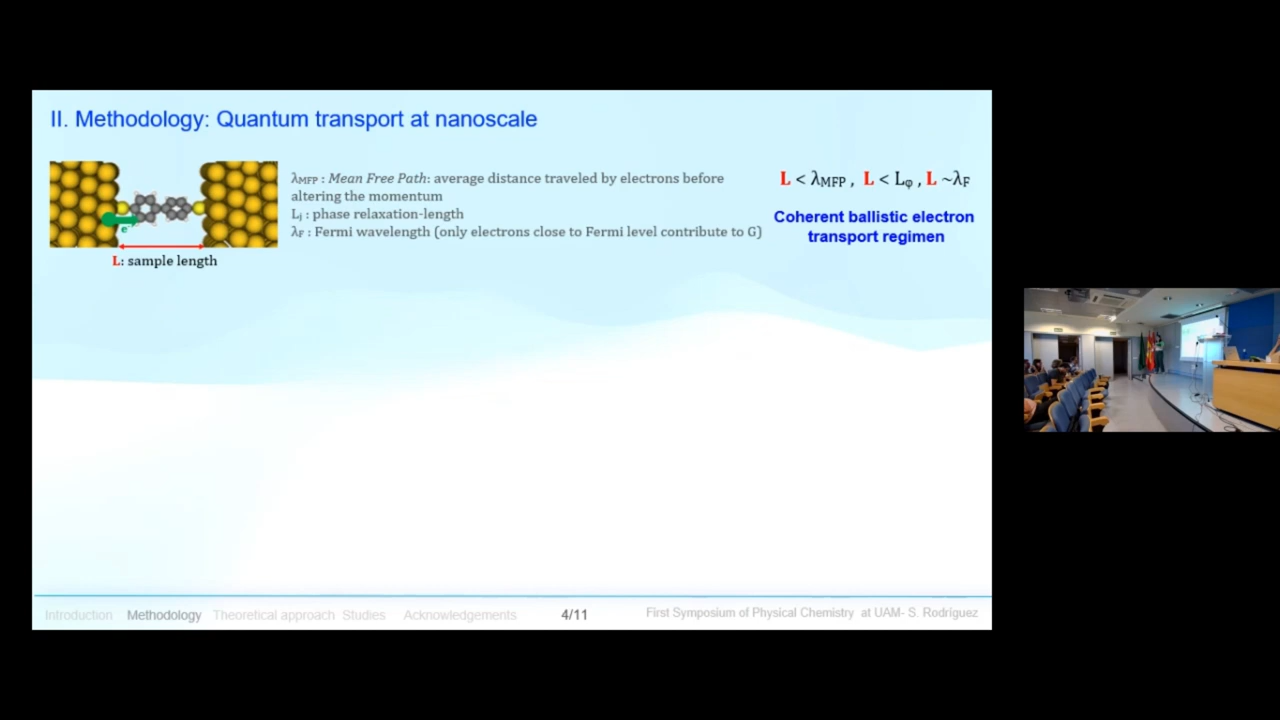 II. Methodology: Quantum transport at nanoscale
λMFP : Mean Free Path: average distance traveled by electrons before
altering the momentum
Lj : phase relaxation-length
λF : Fermi wavelength (only electrons close to Fermi level contribute to G)
e-
L: sample length
L < λMFP , L < Lφ , L ~λF
Coherent ballistic electron
transport regimen
Introduction Methodology Theoretical approach Studies Acknowledgements 4/11 First Symposium of Physical Chemistry at UAM- S. Rodríguez